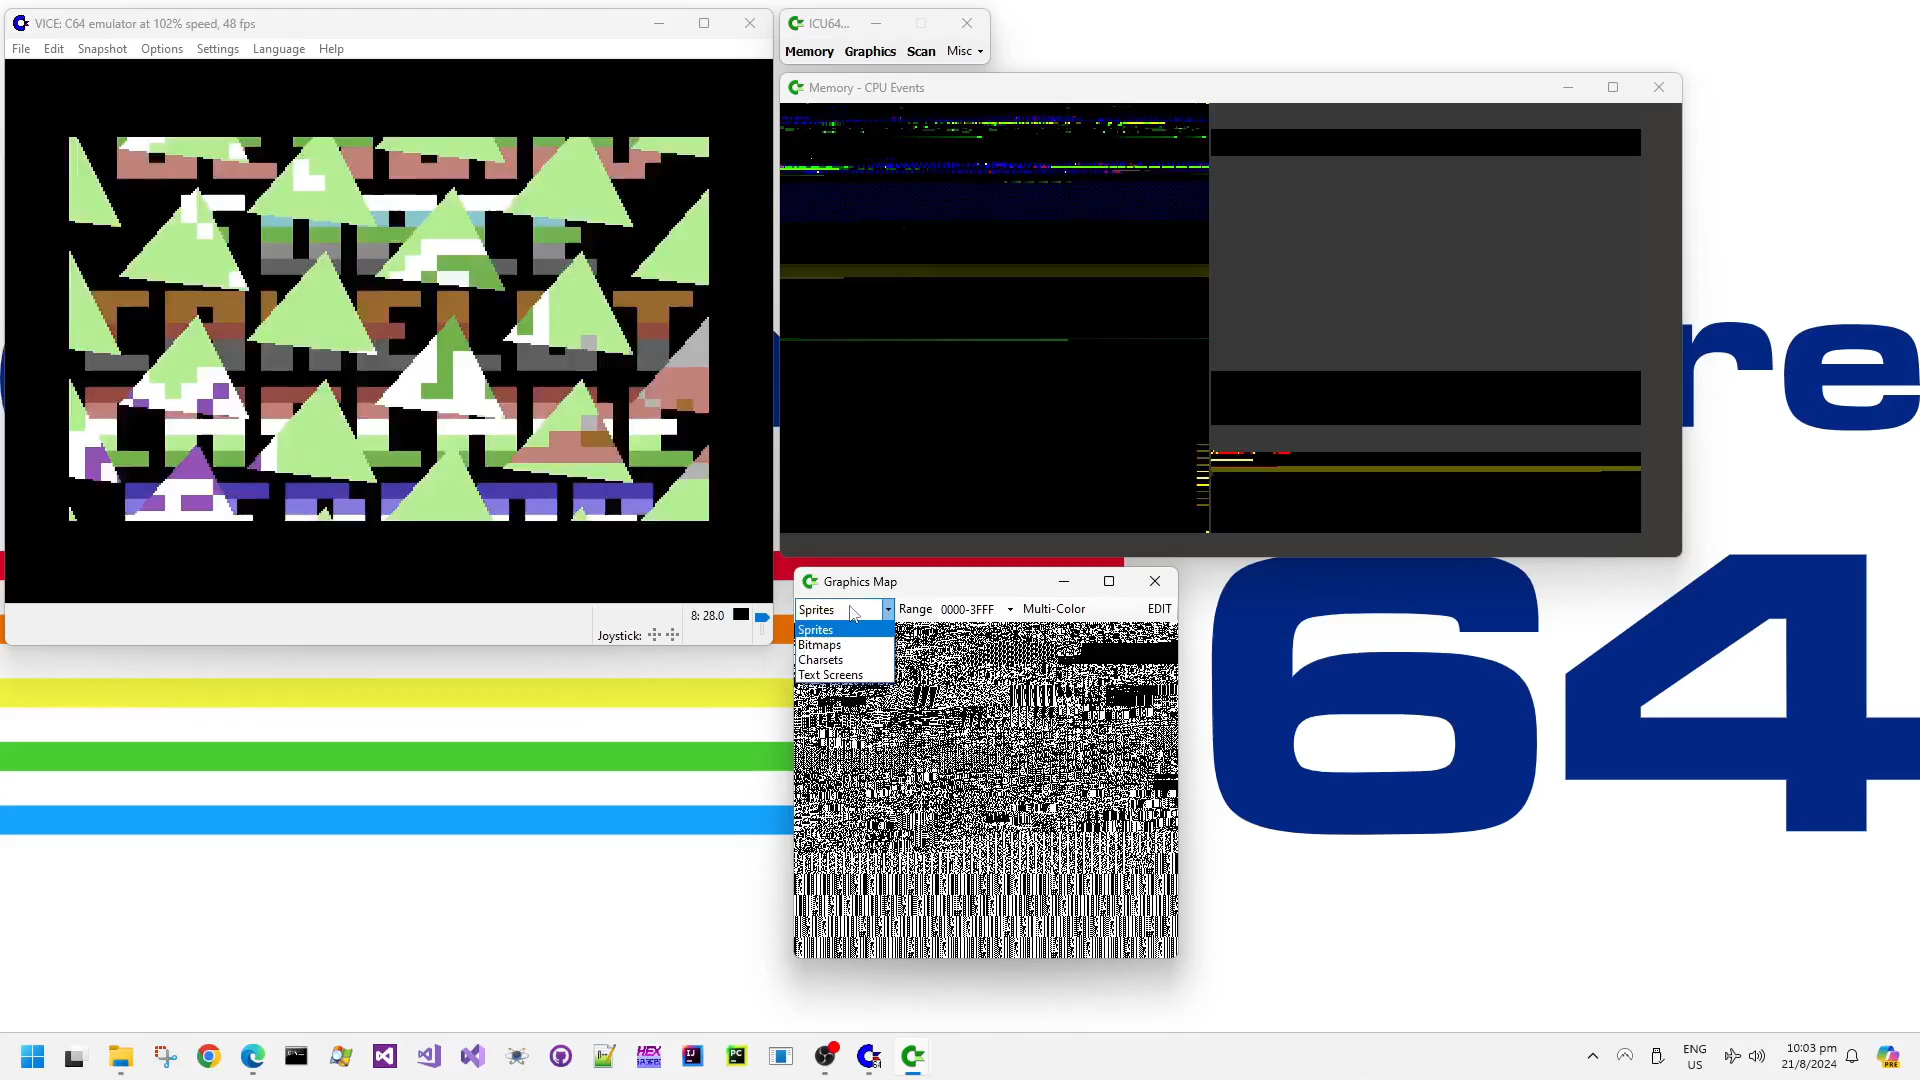 VICE: C64 emulator at 102% speed, 48 fps
File Edit Snapshot Options Settings Language Help
8: 28.0
Joystick:
ICU64...
Memory Graphics Scan Misc
Memory - CPU Events
Graphics Map
Sprites Range 0000-3FFF Multi-Color EDIT
Sprites
Bitmaps
Charsets
Text Screens
re
64
ENG
US
10:03 pm
21/8/2024